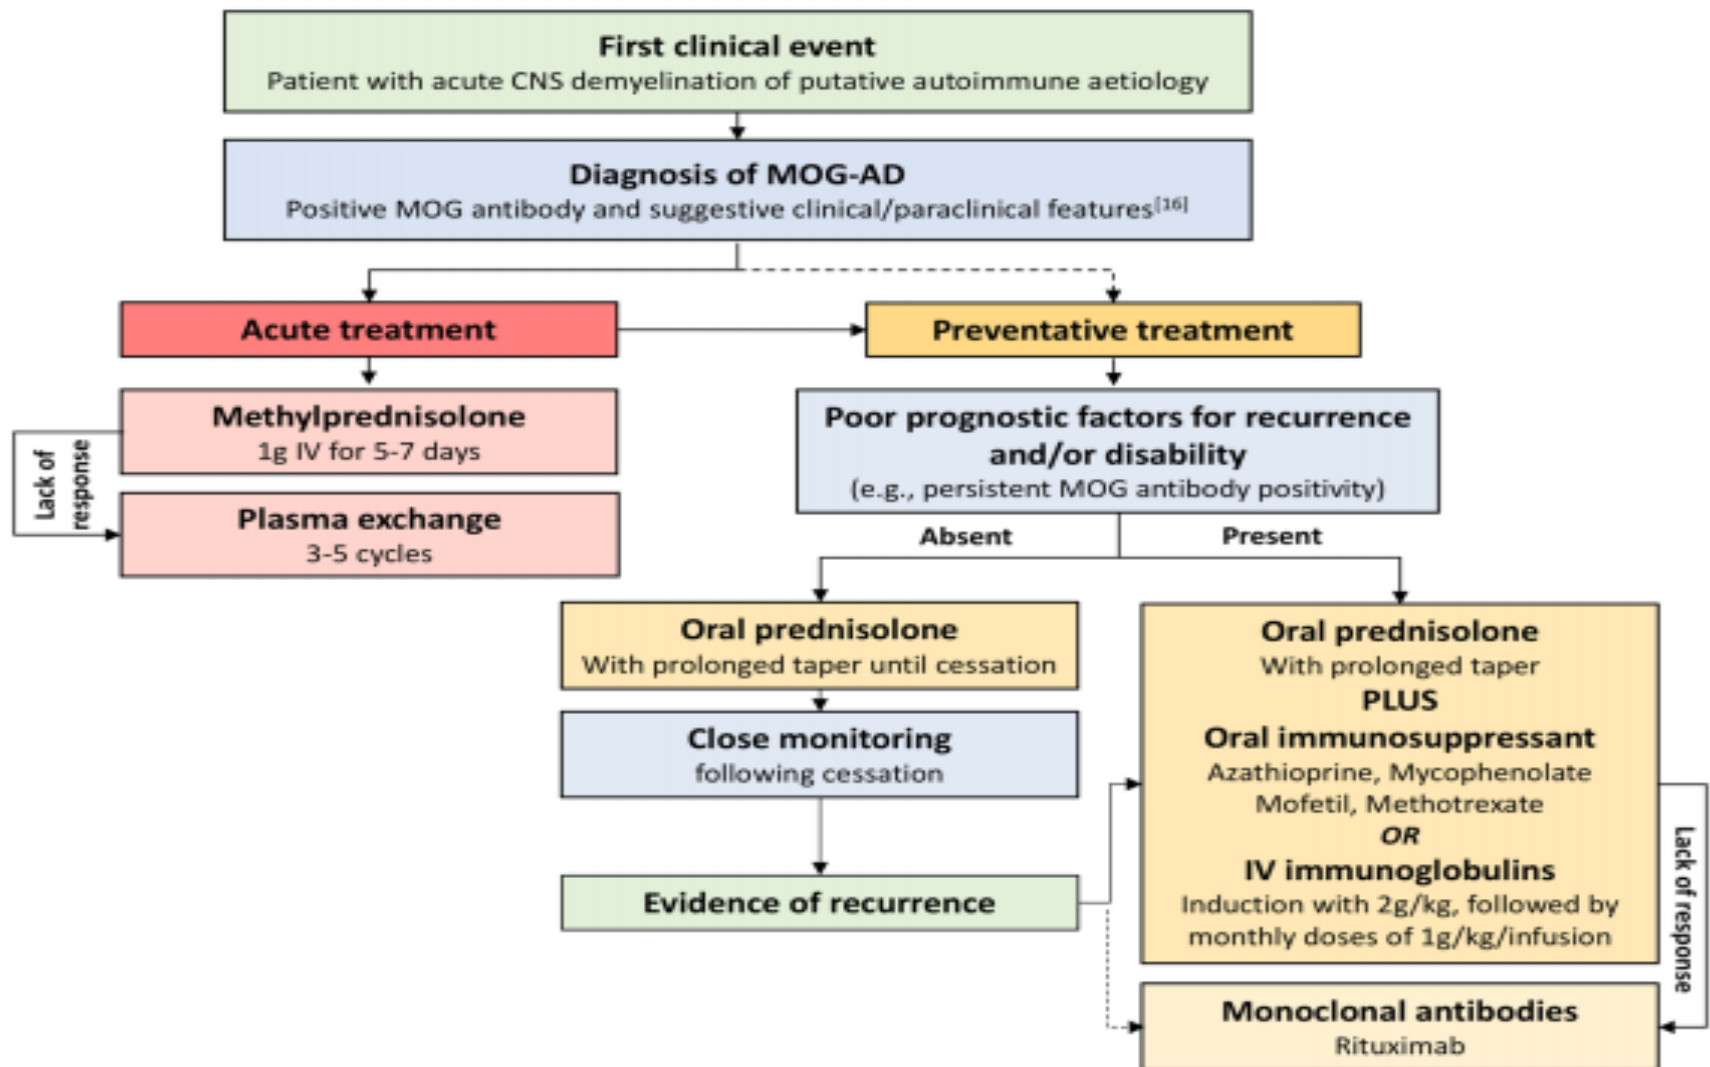 First clinical event
Patient with acute CNS demyelination of putative autoimmune aetiology
Diagnosis of MOG-AD
Positive MOG antibody and suggestive clinical/paraclinical features[16]
Acute treatment
Preventative treatment
Methylprednisolone
1g IV for 5-7 days
Lack of
response
Plasma exchange
3-5 cycles
Poor prognostic factors for recurrence
and/or disability
(e.g., persistent MOG antibody positivity)
Absent
Present
Oral prednisolone
With prolonged taper until cessation
Close monitoring
following cessation
Evidence of recurrence
Oral prednisolone
With prolonged taper
PLUS
Oral immunosuppressant
Azathioprine, Mycophenolate
Mofetil, Methotrexate
OR
IV immunoglobulins
Induction with 2g/kg, followed by
monthly doses of 1g/kg/infusion
Lack of response
Monoclonal antibodies
Rituximab